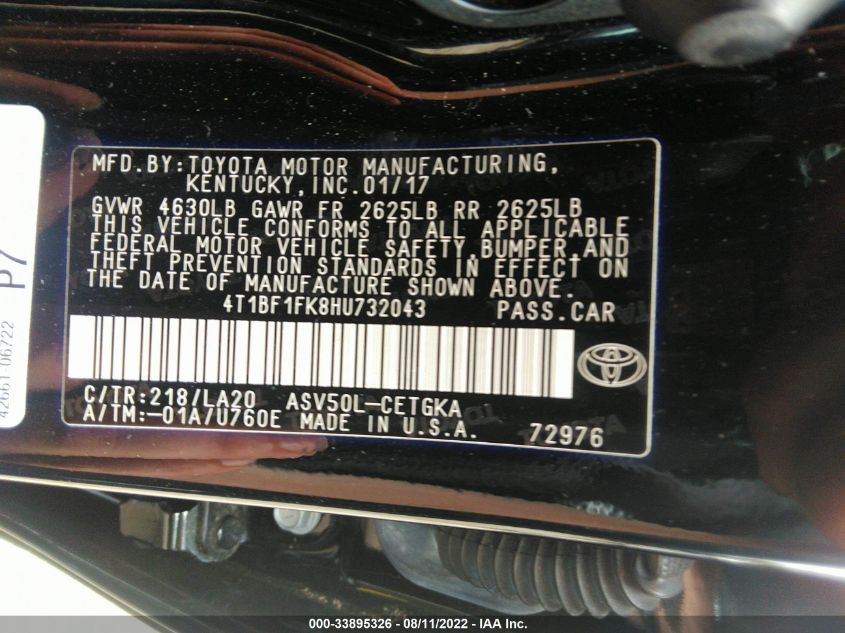 MFD.BY:TOYOTA MOTOR MANUFACTURING,
KENTUCKY,INC.01/17
GVWR 4630LB GAWR FR 2625LB RR 2625LB
THIS VEHICLE CONFORMS TO ALL APPLICABLE
FEDERAL MOTOR VEHICLE SAFETY,BUMPER,AND
THEFT PREVENTION STANDARDS IN EFFECT ON
THE DATE OF MANUFACTURE SHOWN ABOVE.
4T1BF1FK8HU732043 PASS.CAR
C/TR:218/LA20 ASV50L-CETGKA
A/TM:-01A/U760E MADE IN U.S.A. 72976
P7
42661-06722
000-33895326 - 08/11/2022 - IAA Inc.